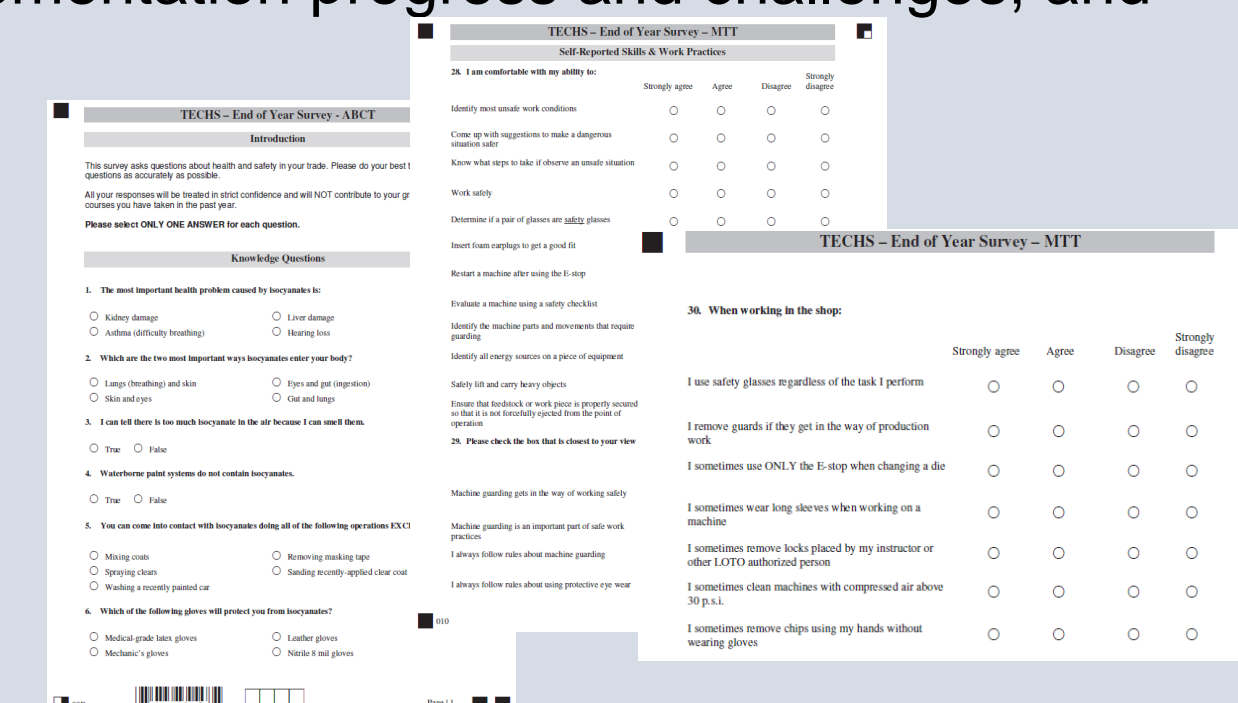 TECHS – End of Year Survey - ABCT
Introduction
This survey asks questions about health and safety in your trade. Please do your best
questions as accurately as possible.
All your responses will be treated in strict confidence and will NOT contribute to your
courses you have taken in the past year.
Please select ONLY ONE ANSWER for each question.
Knowledge Questions
1. The most important health problem caused by isocyanates is:
Kidney damage Liver damage
Asthma (difficulty breathing) Hearing loss
2. Which are the two most important ways isocyanates enter your body?
Lungs (breathing) and skin Eyes and gut (ingestion)
Skin and eyes Gut and lungs
3. I can tell there is too much isocyanate in the air because I can smell them.
True False
4. Waterborne paint systems do not contain isocyanates.
True False
5. You can come into contact with isocyanates doing all of the following operations
Mixing coats Removing masking tape
Spraying clears Sanding recently-applied clear coat
Washing a recently painted car
6. Which of the following gloves will protect you from isocyanates?
Medical-grade latex gloves Leather gloves
Mechanic's gloves Nitrile 8 mil gloves
progress and challenges, and
TECHS – End of Year Survey – MTT
Self-Reported Skills & Work Practices
28. I am comfortable with my ability to:
Strongly agree Agree Disagree Strongly
disagree
Identify most unsafe work conditions
Come up with suggestions to make a dangerous
situation safer
Know what steps to take if observe an unsafe situation
Work safely
Determine if a pair of glasses are safety glasses
Insert foam earplugs to get a good fit
Restart a machine after using the E-stop
Evaluate a machine using a safety checklist
Identify the machine parts and movements that require
guarding
Identify all energy sources on a piece of equipment
Safely lift and carry heavy objects
Ensure that feedstock or work piece is properly secured
so that it is not forcefully ejected from the point of
operation
29. Please check the box that is closest to your view
Machine guarding gets in the way of working safely
Machine guarding is an important part of safe work
practices
I always follow rules about machine guarding
I always follow rules about using protective eye wear
010
TECHS – End of Year Survey – MTT
30. When working in the shop:
Strongly agree Agree Disagree Strongly
disagree
I use safety glasses regardless of the task I perform
I remove guards if they get in the way of production
work
I sometimes use ONLY the E-stop when changing a die
I sometimes wear long sleeves when working on a
machine
I sometimes remove locks placed by my instructor or
other LOTO authorized person
I sometimes clean machines with compressed air above
30 p.s.i.
I sometimes remove chips using my hands without
wearing gloves